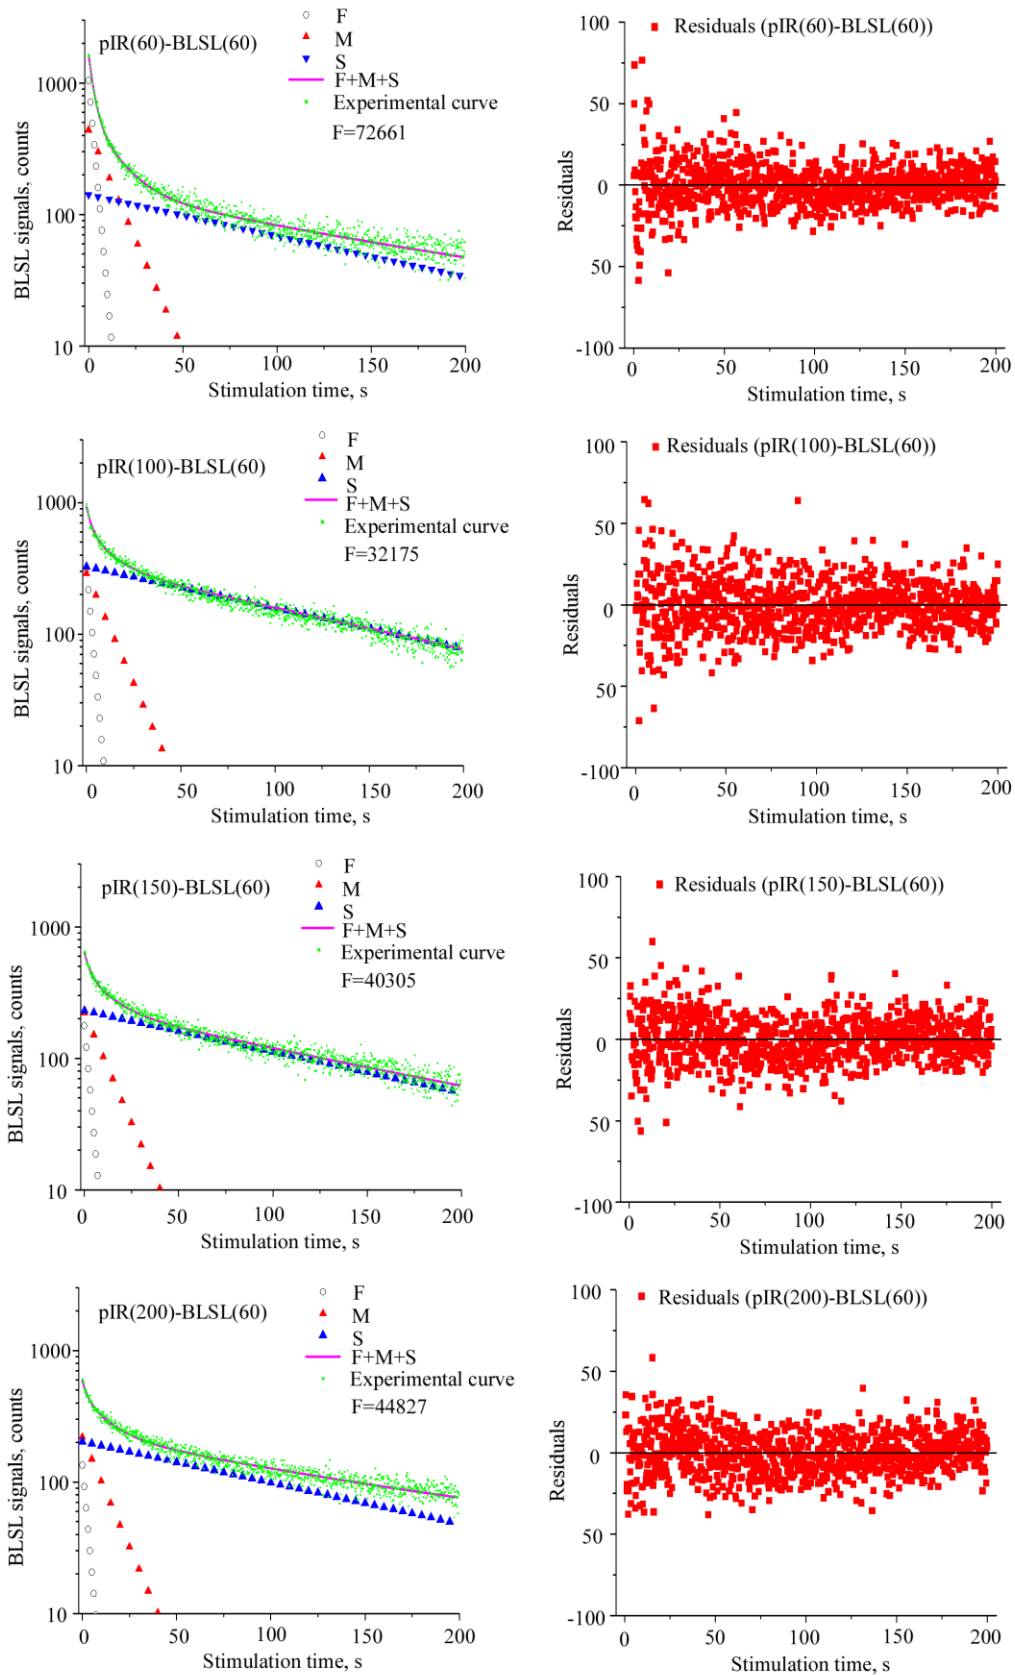 pIR(60)-BLSL(60)
F
M
S
F+M+S
Experimental curve
F=72661
1000
100
10
BLSL signals, counts
0 50 100 150 200
Stimulation time, s
Residuals (pIR(60)-BLSL(60))
100
50
0
50
-100
Residuals
0 50 100 150 200
Stimulation time, s
pIR(100)-BLSL(60)
F
M
S
F+M+S
Experimental curve
F=32175
1000
100
10
BLSL signals, counts
0 50 100 150 200
Stimulation time, s
Residuals (pIR(100)-BLSL(60))
100
50
0
50
-100
Residuals
0 50 100 150 200
Stimulation time, s
pIR(150)-BLSL(60)
F
M
S
F+M+S
Experimental curve
F=40305
1000
100
10
BLSL signals, counts
0 50 100 150 200
Stimulation time, s
Residuals (pIR(150)-BLSL(60))
100
50
0
50
-100
Residuals
0 50 100 150 200
Stimulation time, s
pIR(200)-BLSL(60)
F
M
S
F+M+S
Experimental curve
F=44827
1000
100
10
BLSL signals, counts
0 50 100 150 200
Stimulation time, s
Residuals (pIR(200)-BLSL(60))
100
50
0
50
-100
Residuals
0 50 100 150 200
Stimulation time, s